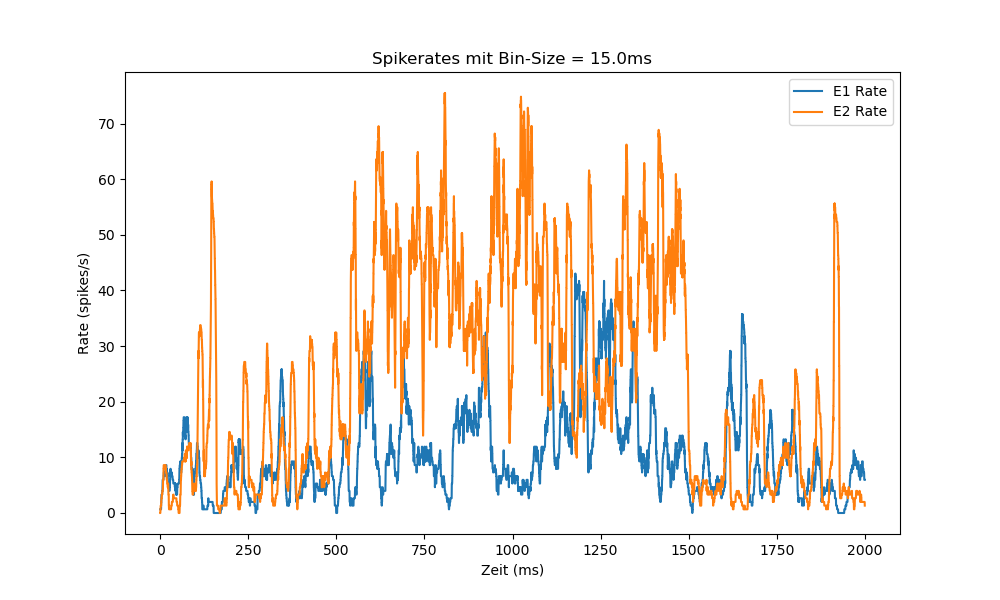 Spikerates mit Bin-Size = 15.0ms
E1 Rate
E2 Rate
Rate (spikes/s)
70
60
50
40
30
20
10
0
0 250 500 750 1000 1250 1500 1750 2000
Zeit (ms)